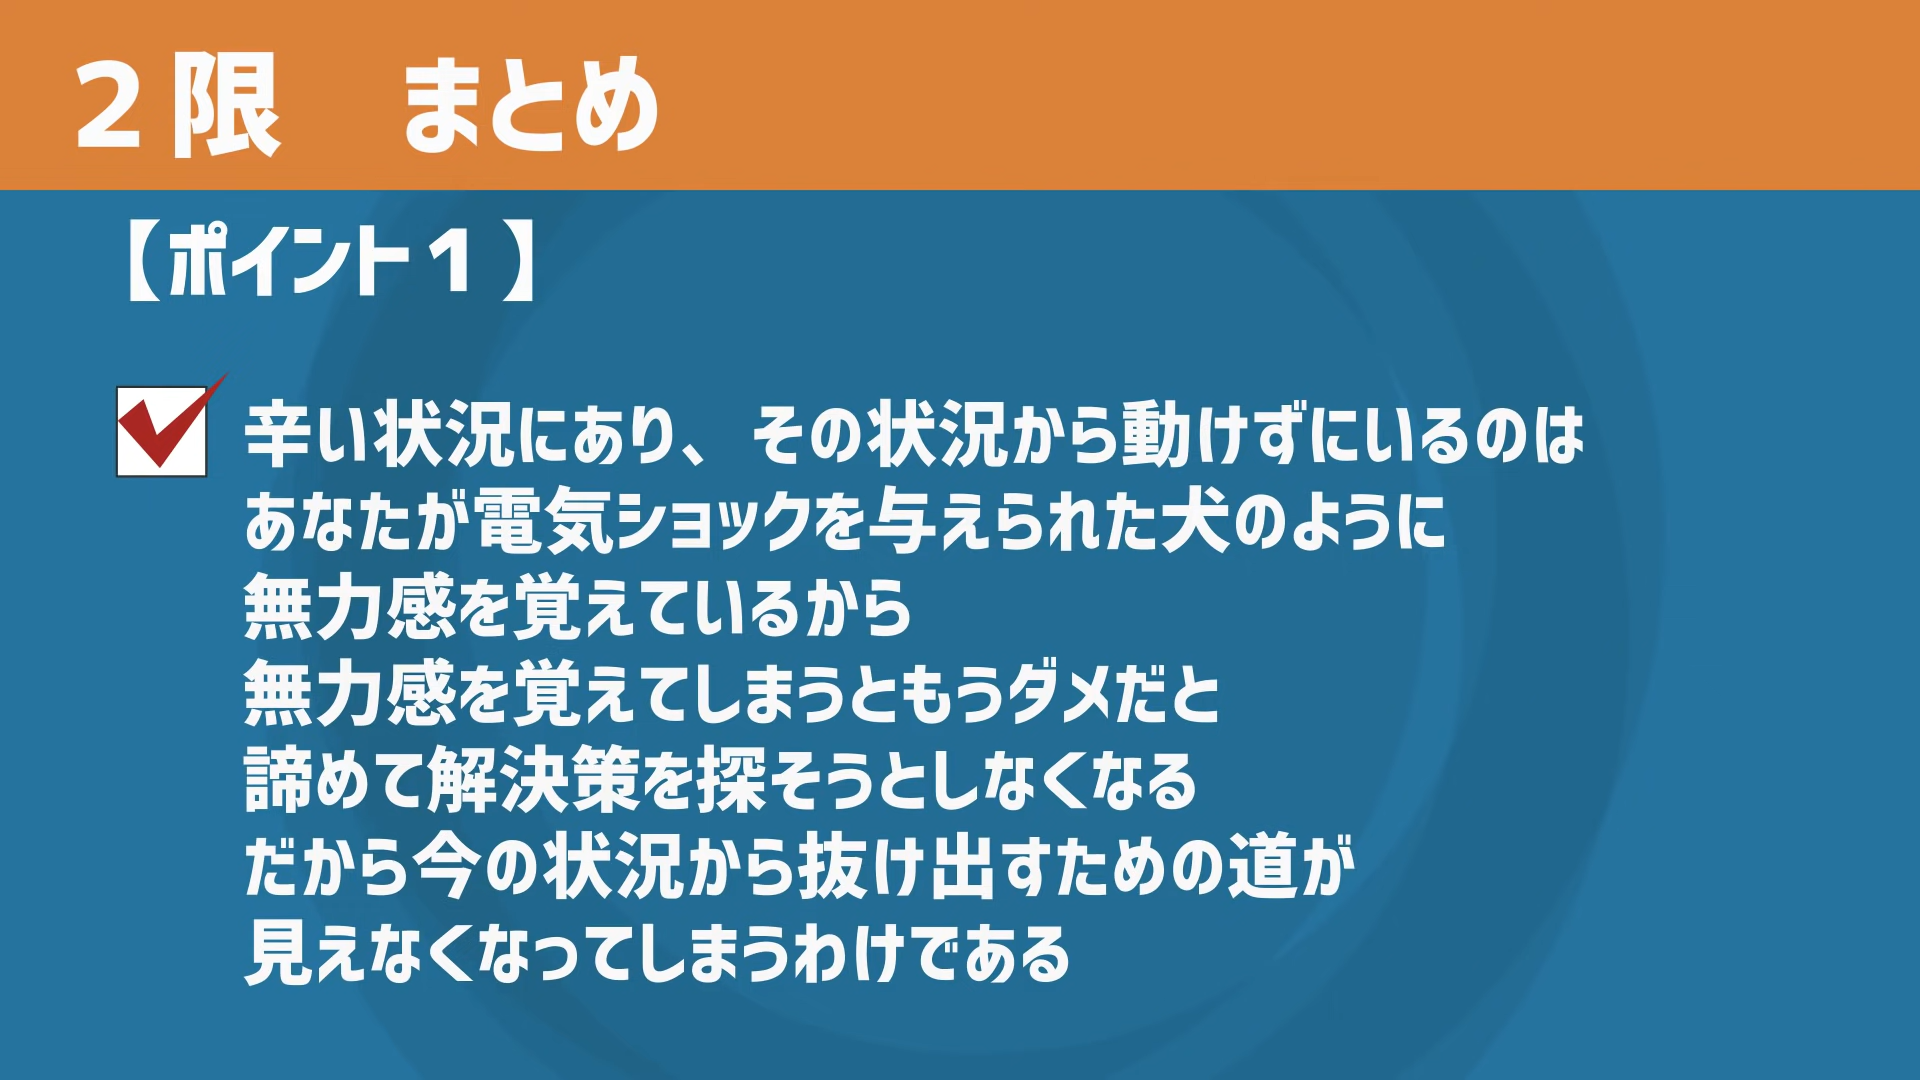 ２限　まとめ
【ポイント１】
辛い状況にあり、その状況から動けずにいるのは
あなたが電気ショックを与えられた犬のように
無力感を覚えているから
無力感を覚えてしまうともうダメだと
諦めて解決策を探そうとしなくなる
だから今の状況から抜け出すための道が
見えなくなってしまうわけである